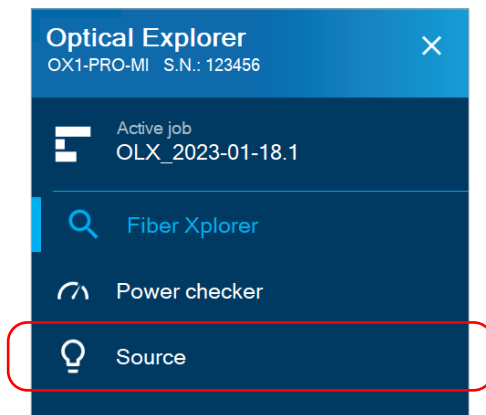 Optical Explorer
OX1-PRO-MI S.N.: 123456
Active job
OLX_2023-01-18.1
Fiber Xplorer
Power checker
Source